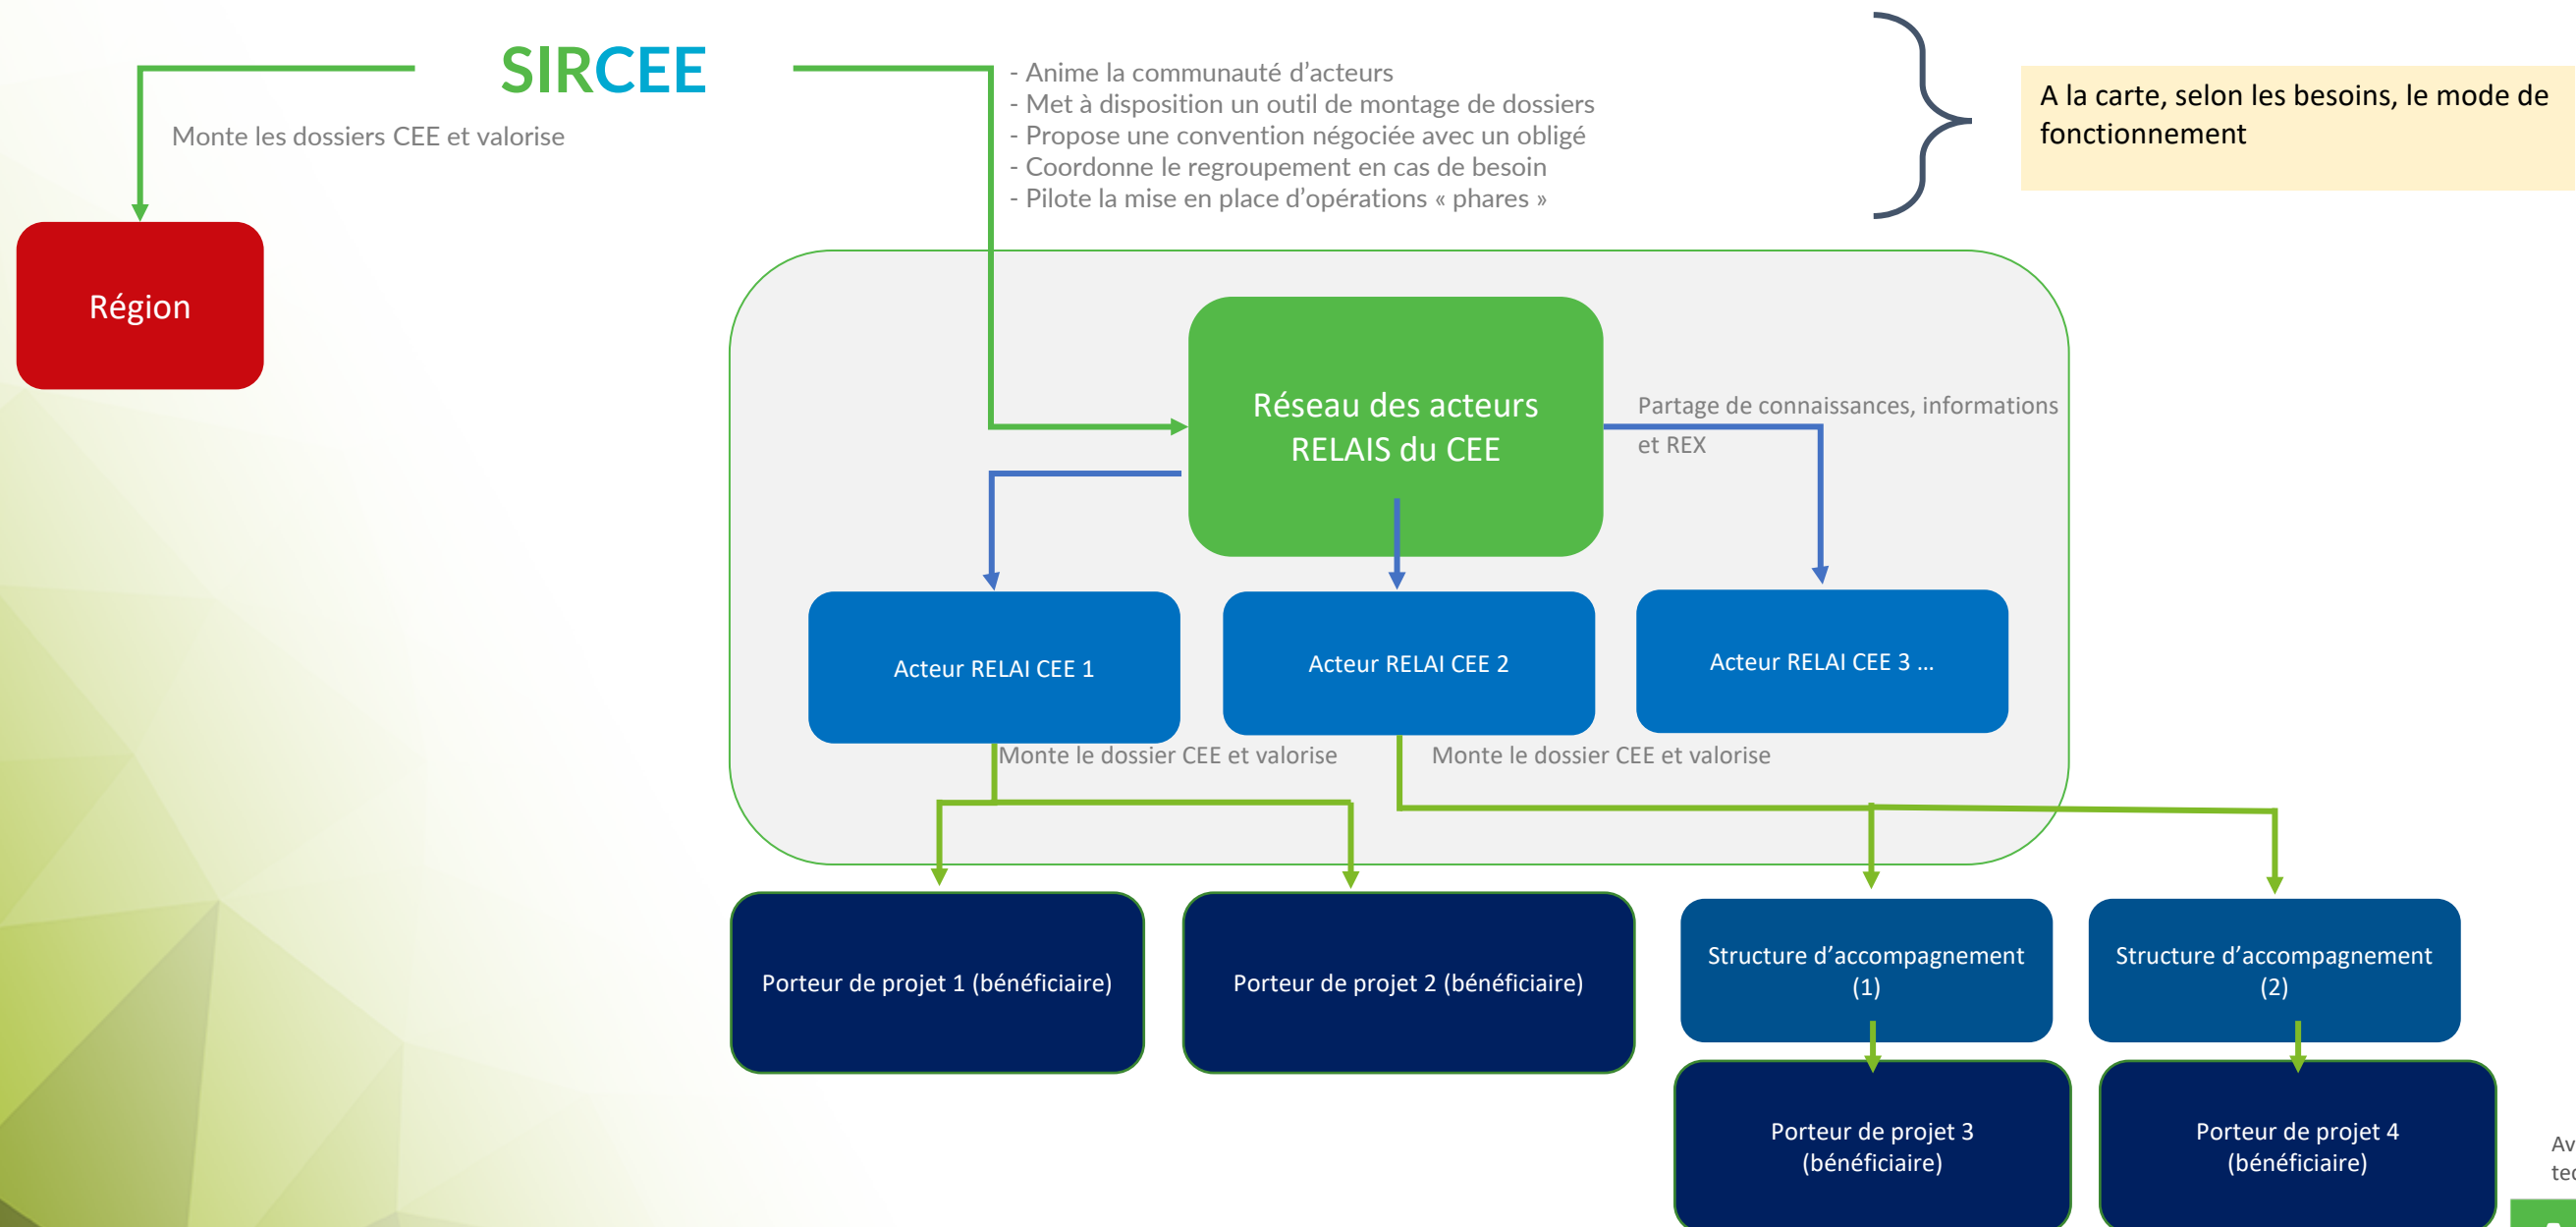 SIRCEE
Monte les dossiers CEE et valorise
- Anime la communauté d’acteurs
- Met à disposition un outil de montage de dossiers
- Propose une convention négociée avec un obligé
- Coordonne le regroupement en cas de besoin
- Pilote la mise en place d’opérations « phares »
A la carte, selon les besoins, le mode de
fonctionnement
Région
Réseau des acteurs
RELAIS du CEE
Partage de connaissances, informations
et REX
Acteur RELAI CEE 1
Acteur RELAI CEE 2
Acteur RELAI CEE 3 ...
Monte le dossier CEE et valorise
Monte le dossier CEE et valorise
Porteur de projet 1 (bénéficiaire)
Porteur de projet 2 (bénéficiaire)
Structure d’accompagnement
(1)
Structure d’accompagnement
(2)
Porteur de projet 3
(bénéficiaire)
Porteur de projet 4
(bénéficiaire)